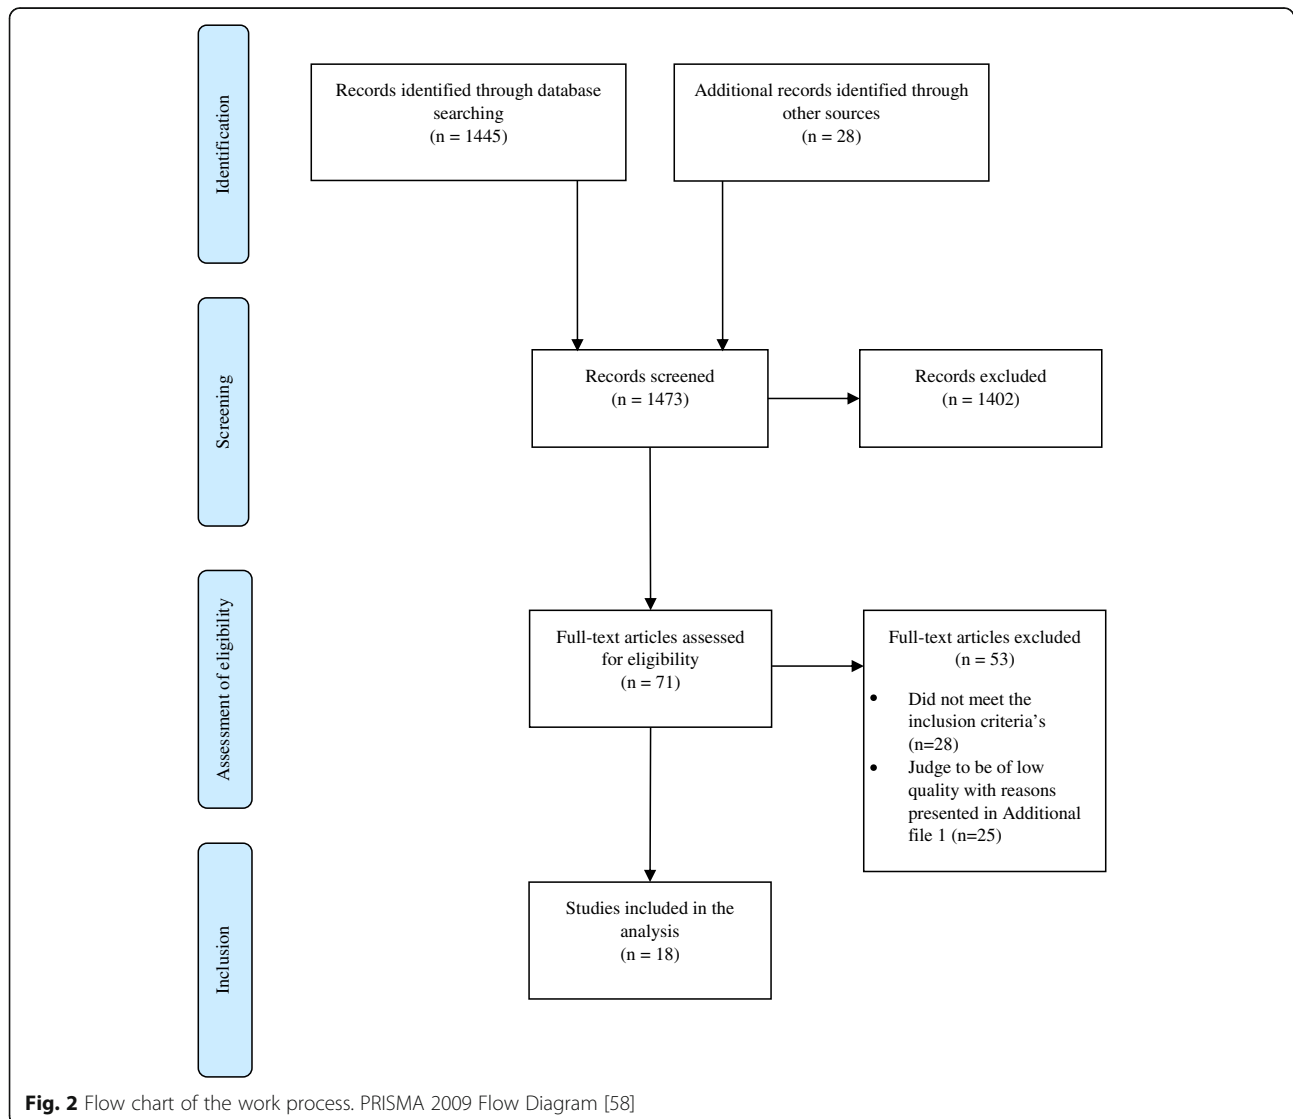 Identification
Records identified through database
searching
(n = 1445)
Additional records identified through
other sources
(n = 28)
Screening
Records screened
(n = 1473)
Records excluded
(n = 1402)
Assessment of eligibility
Full-text articles assessed
for eligibility
(n = 71)
Full-text articles excluded
(n = 53)
• Did not meet the
inclusion criteria's
(n=28)
• Judge to be of low
quality with reasons
presented in Additional
file 1 (n=25)
Inclusion
Studies included in the
analysis
(n = 18)
Fig. 2 Flow chart of the work process. PRISMA 2009 Flow Diagram [58]